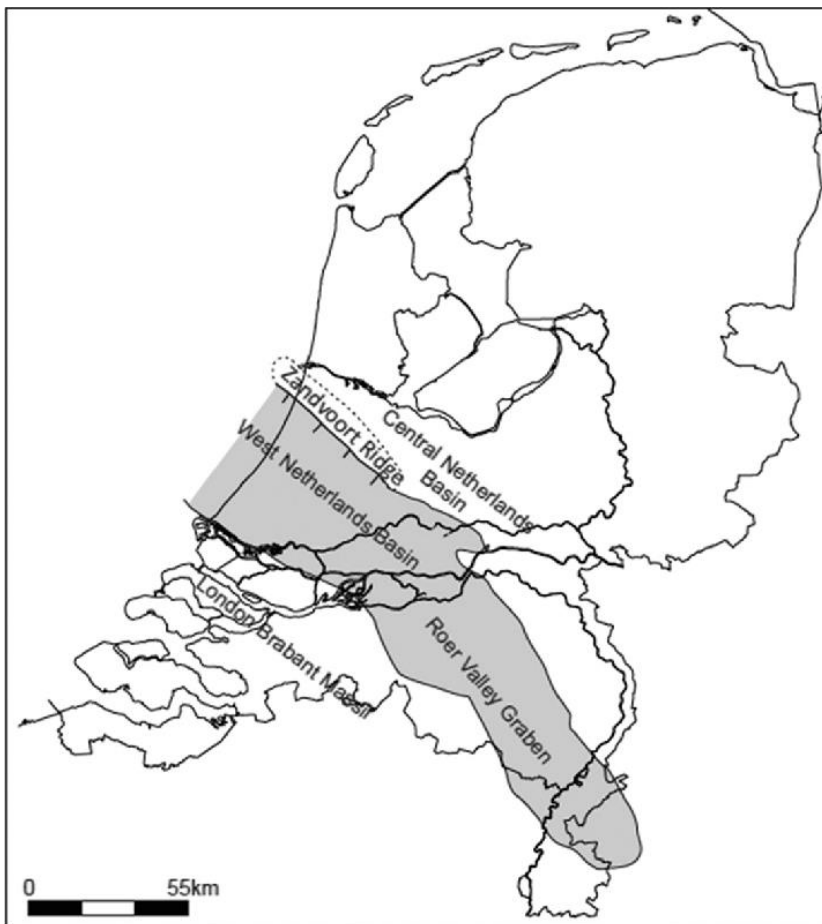 Zandvoort Ridge
Central Netherlands
Basin
West Netherlands Basin
London Brabant Massif
Roer Valley Graben
0 55km